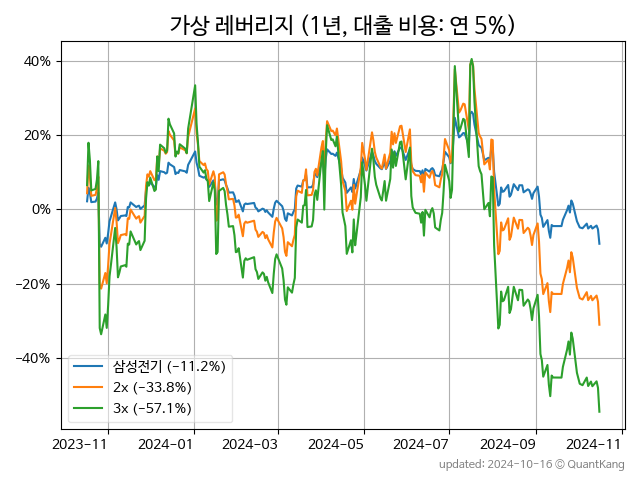 가상 레버리지 (1년, 대출 비용: 연 5%)
40%
20%
0%
−20%
−40%
삼성전기 (−11.2%)
2x (−33.8%)
3x (−57.1%)
2023-11 2024-01 2024-03 2024-05 2024-07 2024-09 2024-11
updated: 2024-10-16 © QuantKang